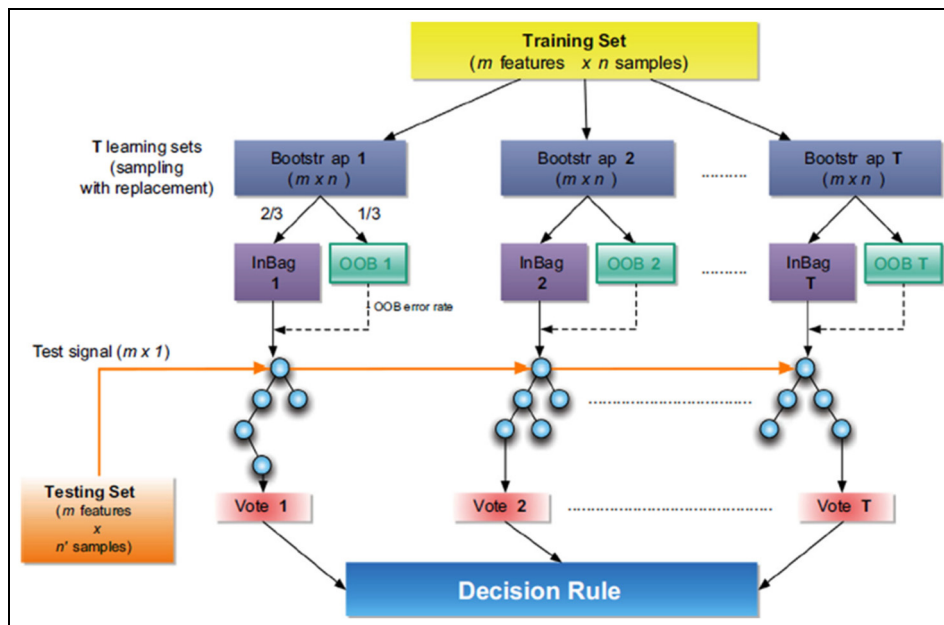 Training Set
(m features x n samples)
T learning sets
(sampling
with replacement)
Bootstr ap 1
(m x n )
Bootstr ap 2
(m x n )
..........
Bootstr ap T
(m x n )
2/3
1/3
InBag
1
OOB 1
InBag
2
OOB 2
..........
InBag
T
OOB T
OOB error rate
Test signal (m x 1)
Testing Set
(m features
x
n' samples)
Vote 1
Vote 2
Vote T
Decision Rule